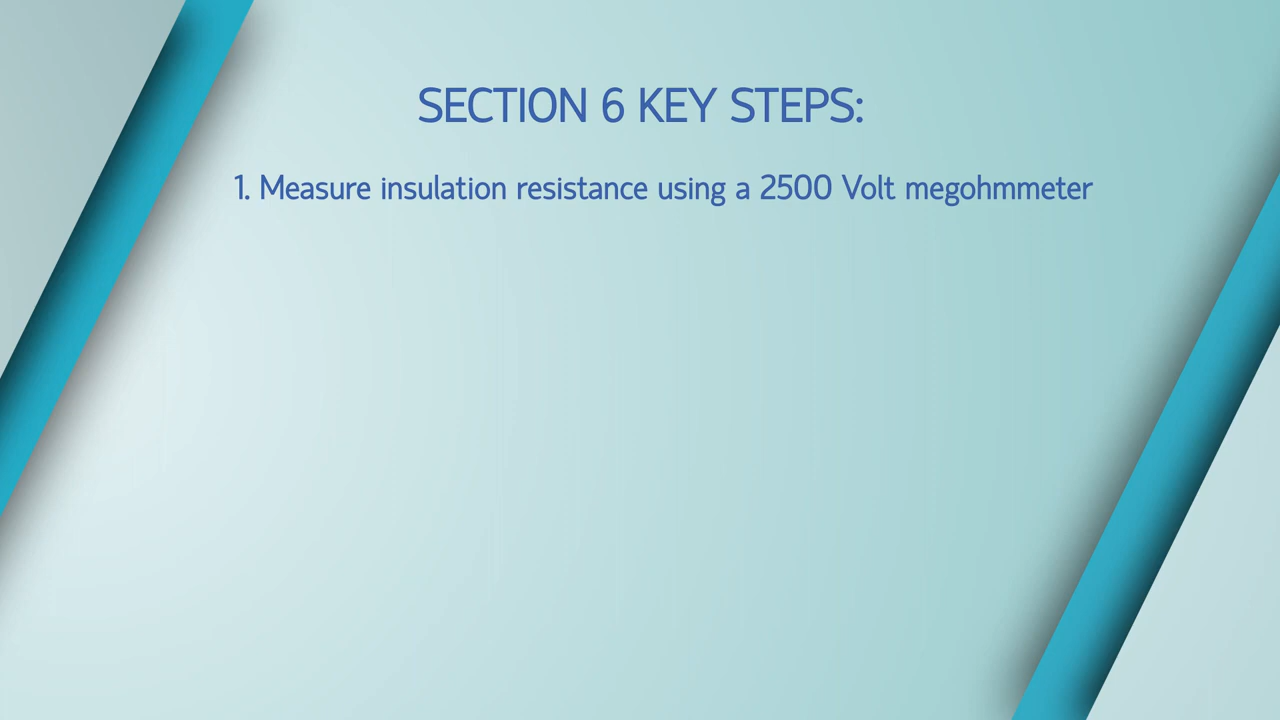 SECTION 6 KEY STEPS:
1. Measure insulation resistance using a 2500 Volt megohmmeter